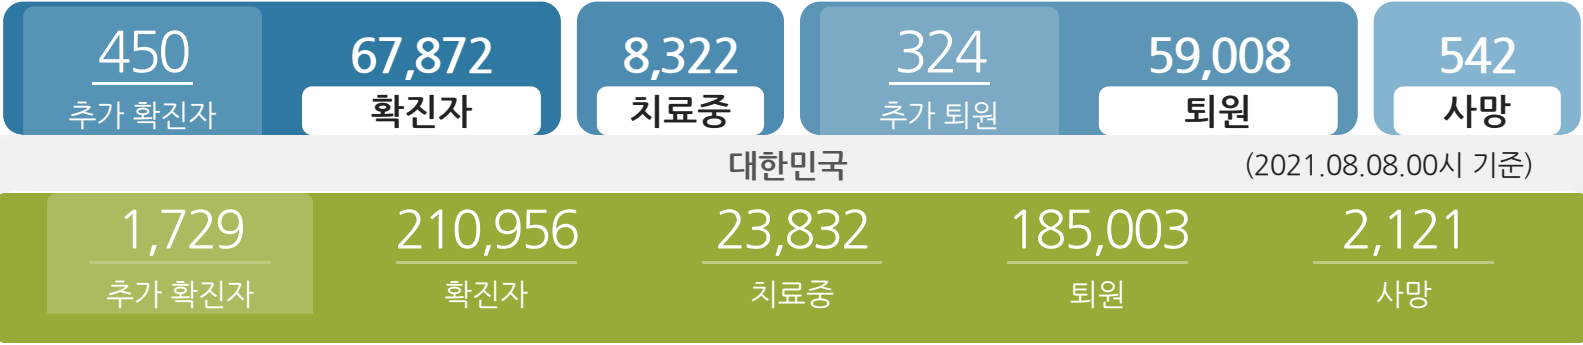 450 67,872 8,322 324 59,008 542
추가 확진자 확진자 치료중 추가 퇴원 퇴원 사망
대한민국 (2021.08.08.00시 기준)
1,729 210,956 23,832 185,003 2,121
추가 확진자 확진자 치료중 퇴원 사망